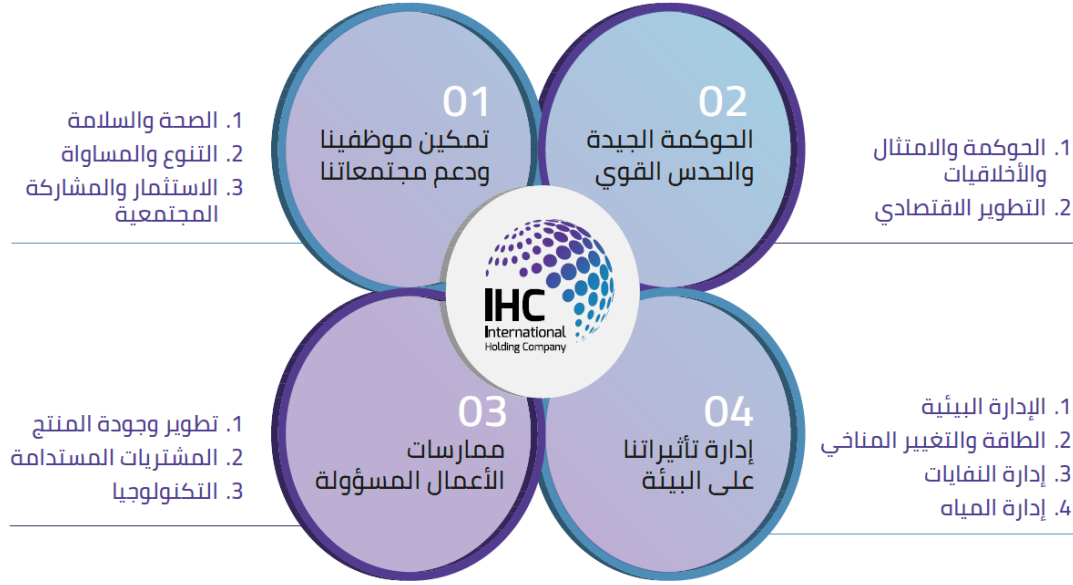 01
تمكين موظفينا
ودعم مجتمعاتنا
1. الصحة والسلامة
2. التنوع والمساواة
3. الاستثمار والمشاركة
المجتمعية
02
الحوكمة الجيدة
والحدس القوي
1. الحوكمة والامتثال
والأخلاقيات
2. التطوير الاقتصادي
IHC
International
Holding Company
03
ممارسات
الأعمال المسؤولة
1. تطوير وجودة المنتج
2. المشتريات المستدامة
3. التكنولوجيا
04
إدارة تأثيراتنا
على البيئة
1. الإدارة البيئية
2. الطاقة والتغيير المناخي
3. إدارة النفايات
4. إدارة المياه